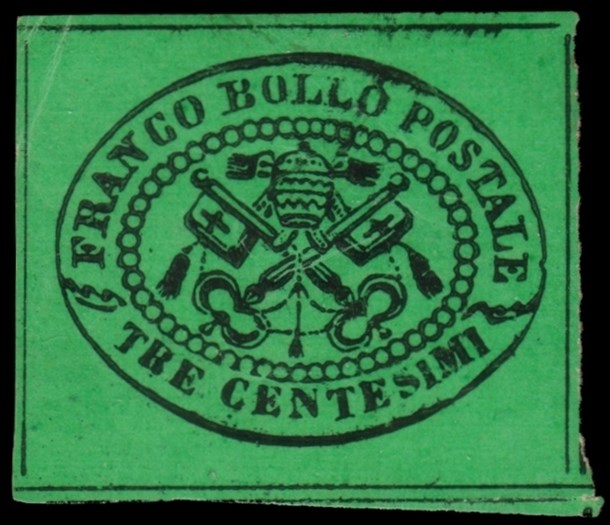 FRANCO BOLLO POSTALE
TRE CENTESIMI